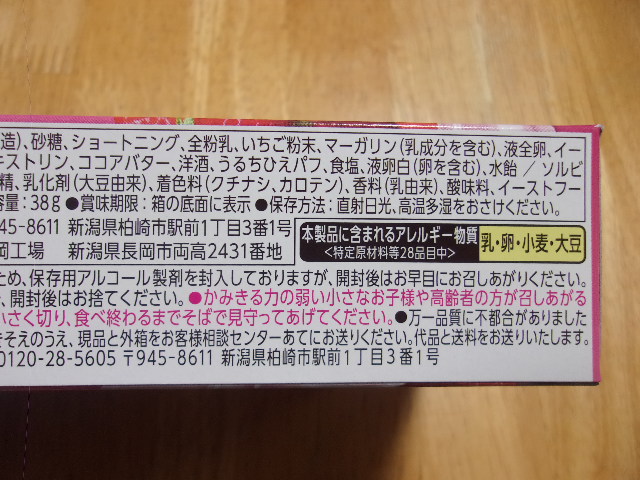 造)、砂糖、ショートニング、全粉乳、いちご粉末、マーガリン(乳成分を含む)、液全卵、イー
キストリン、ココアバター、洋酒、うるちひえパフ、食塩、液卵白(卵を含む)、水飴/ソルビ
精、乳化剤(大豆由来)、着色料(クチナシ、カロテン)、香料(乳由来)、酸味料、イーストフー
容量:38g ●賞味期限:箱の底面に表示 ●保存方法:直射日光、高温多湿をおさけください。
945-8611 新潟県柏崎市駅前1丁目3番1号
岡工場 新潟県長岡市両高2431番地
本製品に含まれるアレルギー物質
<特定原材料等28品目中>
乳・卵・小麦・大豆
ため、保存用アルコール製剤を封入しておりますが、開封後はお早目にお召しあがりください。
、開封後はお捨てください。●かみきる力の弱い小さなお子様や高齢者の方が召しあがる
いさく切り、食べ終わるまでそばで見守ってあげてください。●万一品質に不都合がありました
きそえのうえ、現品と外箱をお客様相談センターあてにお送りください。代品と送料をお送りいたします。
0120-28-5605 〒945-8611 新潟県柏崎市駅前1丁目3番1号